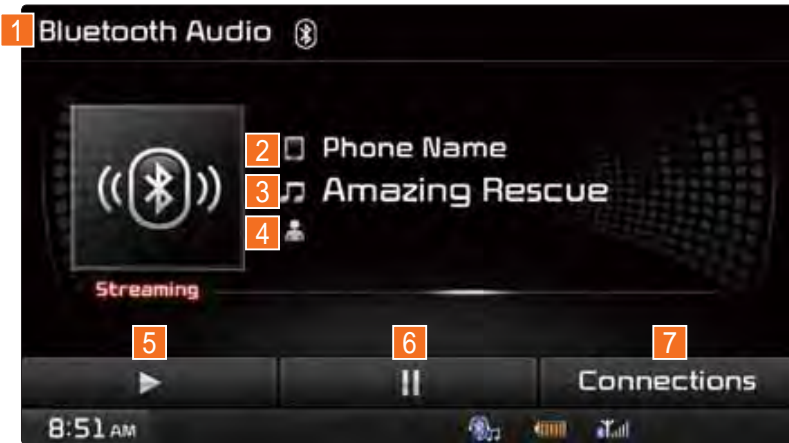 1 Bluetooth Audio
2 Phone Name
3 Amazing Rescue
4
Streaming
5 6 7
Connections
8:51 AM